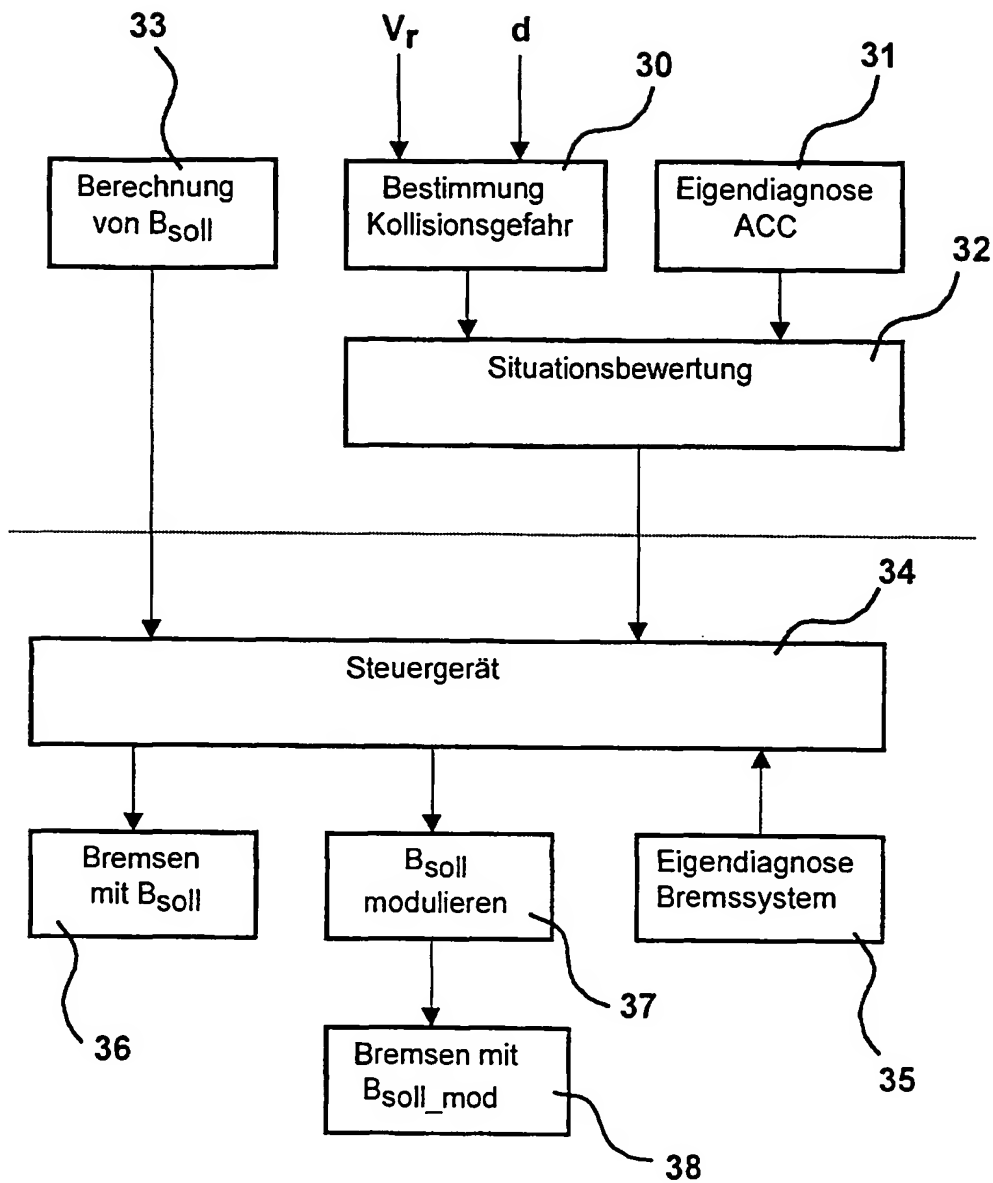 33
Vr
d
30
31
Berechnung
von Bsoll
Bestimmung
Kollisionsgefahr
Eigendiagnose
ACC
32
Situationsbewertung
34
Steuergerät
Bremsen
mit Bsoll
Bsoll
modulieren
Eigendiagnose
Bremssystem
36
37
35
Bremsen mit
Bsoll_mod
38